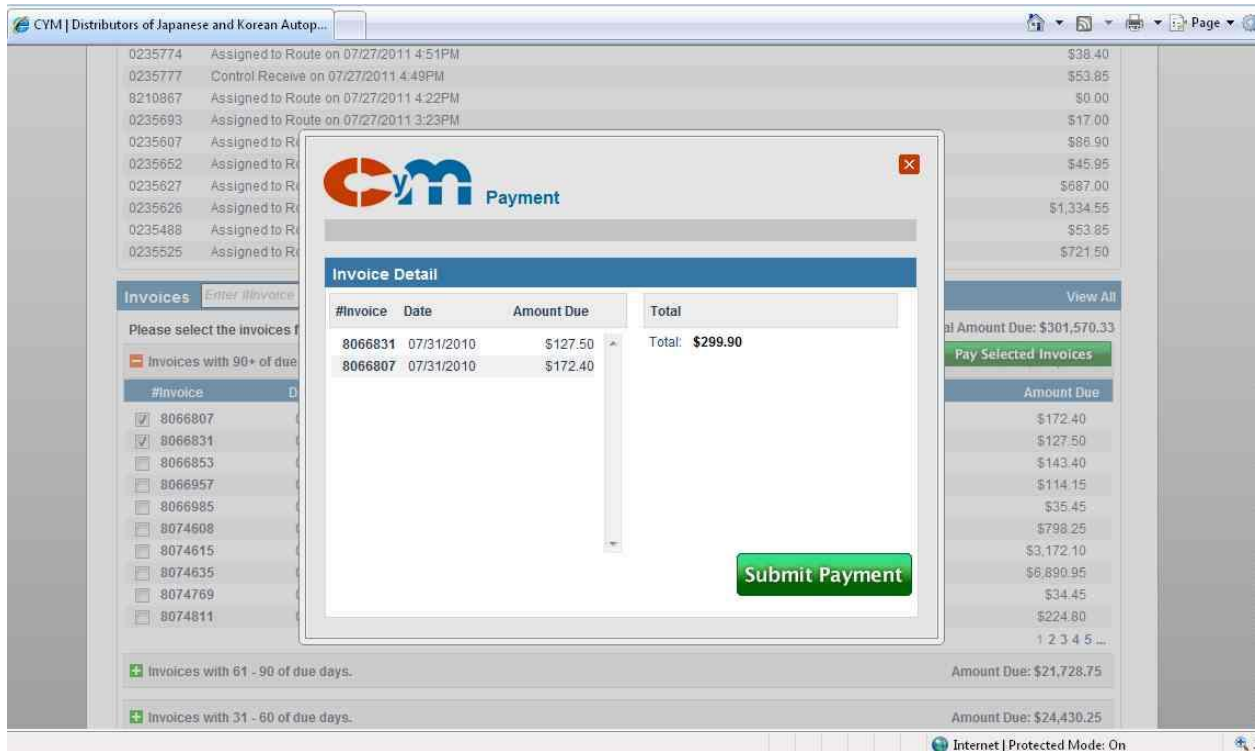 CYM | Distributors of Japanese and Korean Autop...
Page
0235774 Assigned to Route on 07/27/2011 4:51PM $38.40
0235777 Control Receive on 07/27/2011 4:49PM $53.85
8210867 Assigned to Route on 07/27/2011 4:22PM $0.00
0235693 Assigned to Route on 07/27/2011 3:23PM $17.00
0235607 Assigned to Ro $86.90
0235652 Assigned to Ro $45.95
0235627 Assigned to Ro $687.00
0235626 Assigned to Ro $1,334.55
0235488 Assigned to Ro $53.85
0235525 Assigned to Ro $721.50
CyM Payment
Invoice Detail
#Invoice Date Amount Due Total
8066831 07/31/2010 $127.50 Total: $299.90
8066807 07/31/2010 $172.40
Submit Payment
Invoices Enter #Invoice View All
Please select the invoices f al Amount Due: $301,570.33
Invoices with 90+ of due Pay Selected Invoices
#Invoice D Amount Due
8066807 $172.40
8066831 $127.50
8066853 $143.40
8066957 $114.15
8066985 $35.45
8074608 $798.25
8074615 $3,172.10
8074635 $6,890.95
8074769 $34.45
8074811 $224.80
1 2 3 4 5 ...
Invoices with 61 - 90 of due days. Amount Due: $21,728.75
Invoices with 31 - 60 of due days. Amount Due: $24,430.25
Internet | Protected Mode: On